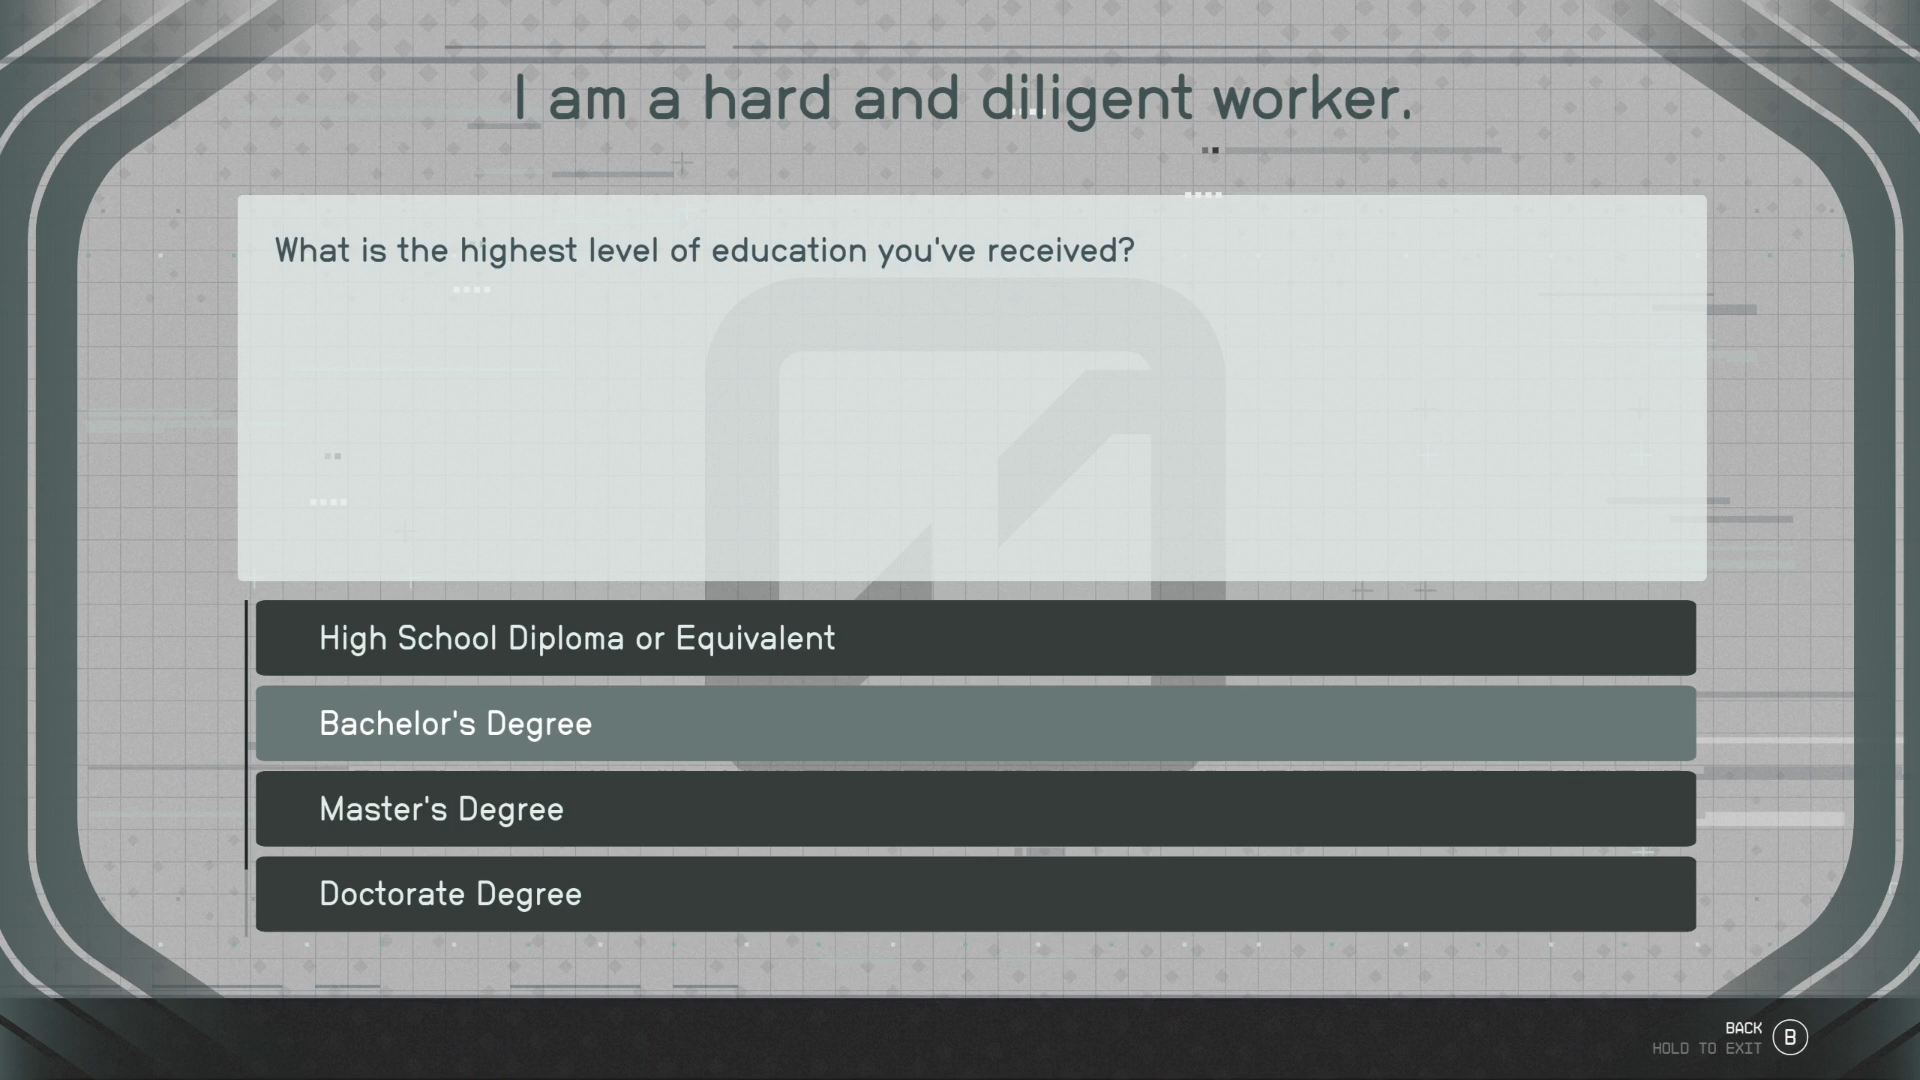 I am a hard and diligent worker.
What is the highest level of education you've received?
High School Diploma or Equivalent
Bachelor's Degree
Master's Degree
Doctorate Degree
BACK
HOLD TO EXIT
B